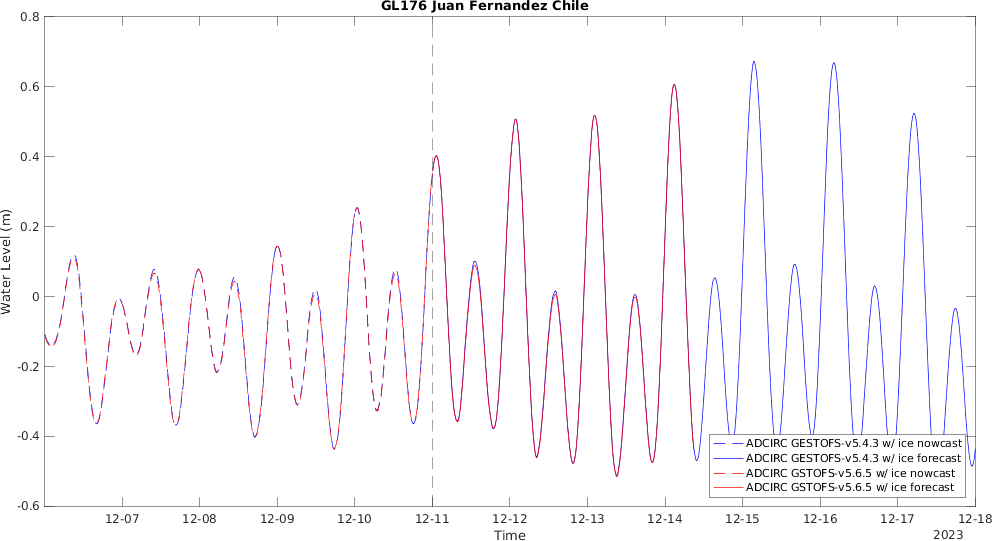 GL176 Juan Fernandez Chile
0.8
0.6
0.4
0.2
0
-0.2
-0.4
-0.6
Water Level (m)
ADCIRC GESTOFS-v5.4.3 w/ ice nowcast
ADCIRC GESTOFS-v5.4.3 w/ ice forecast
ADCIRC GSTOFS-v5.6.5 w/ ice nowcast
ADCIRC GSTOFS-v5.6.5 w/ ice forecast
12-07 12-08 12-09 12-10 12-11 12-12 12-13 12-14 12-15 12-16 12-17 12-18
Time
2023